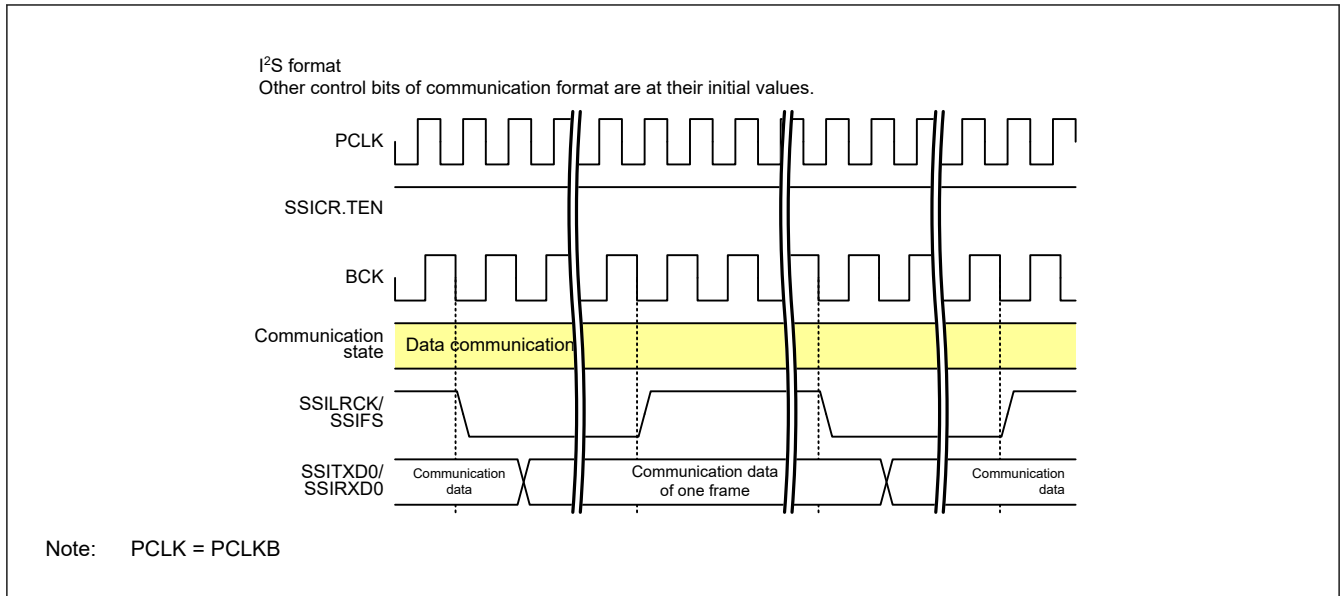 I²S format
Other control bits of communication format are at their initial values.
PCLK
SSICR.TEN
BCK
Communication
state
Data communication
SSILRCK/
SSIFS
SSITXD0/
SSIRXD0
Communication
data
Communication data
of one frame
Communication
data
Note: PCLK = PCLKB